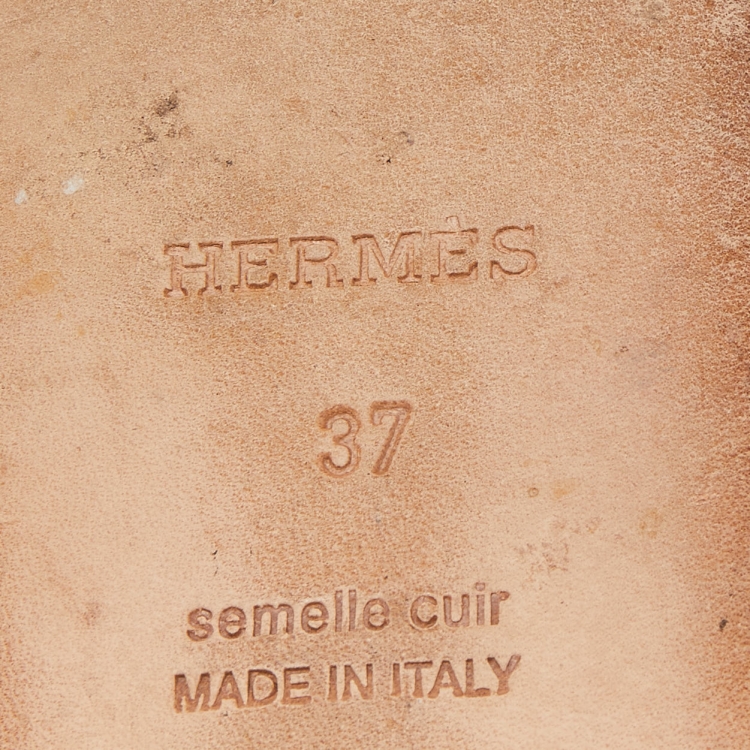 HERMÈS
37
semelle cuir
MADE IN ITALY